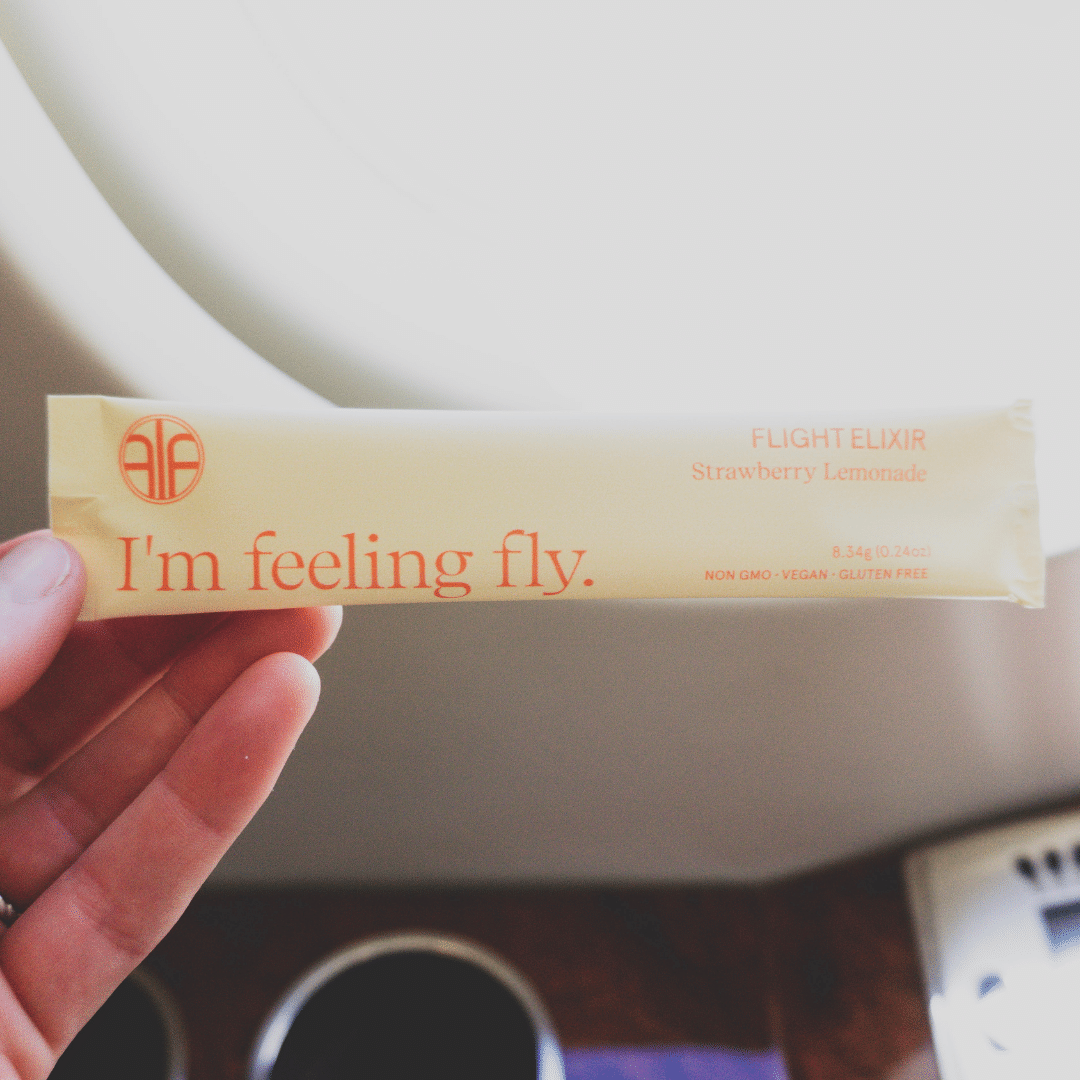 FLIGHT ELIXIR
Strawberry Lemonade
I'm feeling fly.
8.34g (0.24oz)
NON GMO · VEGAN · GLUTEN FREE